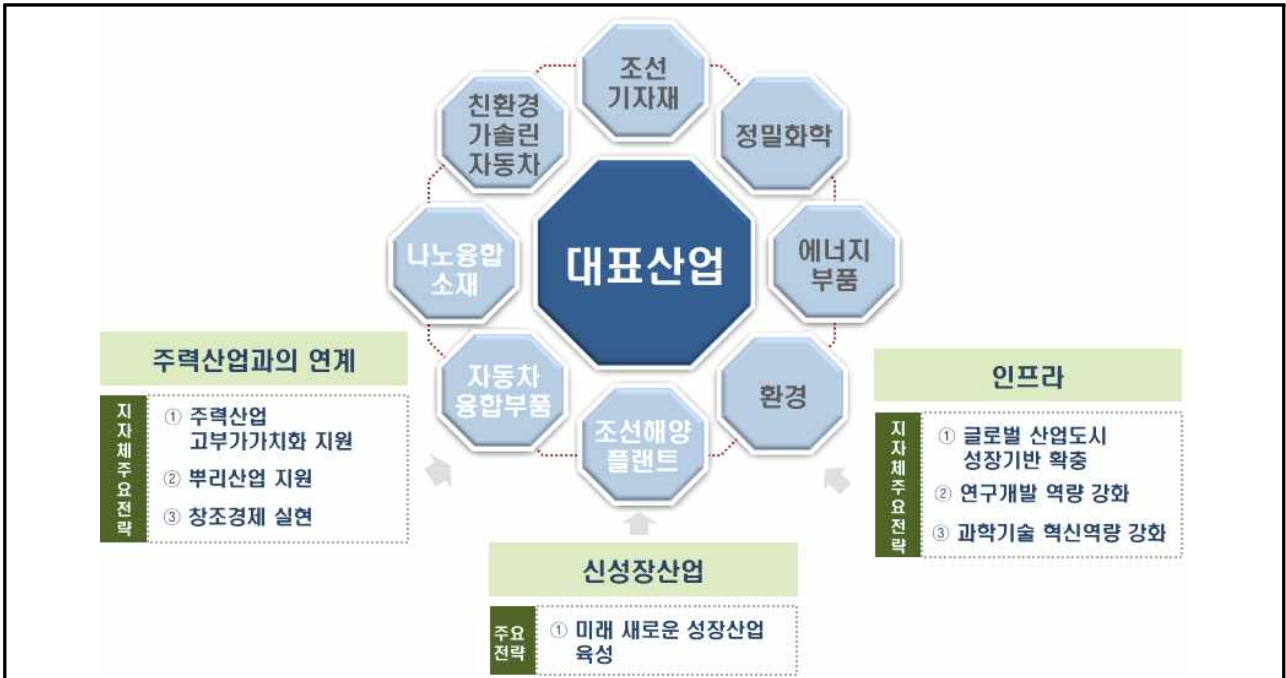 조선
기자재
친환경
가솔린
자동차
정밀화학
나노융합
소재
대표산업
에너지
부품
자동차
융합부품
조선해양
플랜트
환경
주력산업과의 연계
지자체주요전략
① 주력산업
고부가가치화 지원
② 뿌리산업 지원
③ 창조경제 실현
인프라
지자체주요전략
① 글로벌 산업도시
성장기반 확충
② 연구개발 역량 강화
③ 과학기술 혁신역량 강화
신성장산업
주요
전략
① 미래 새로운 성장산업
육성